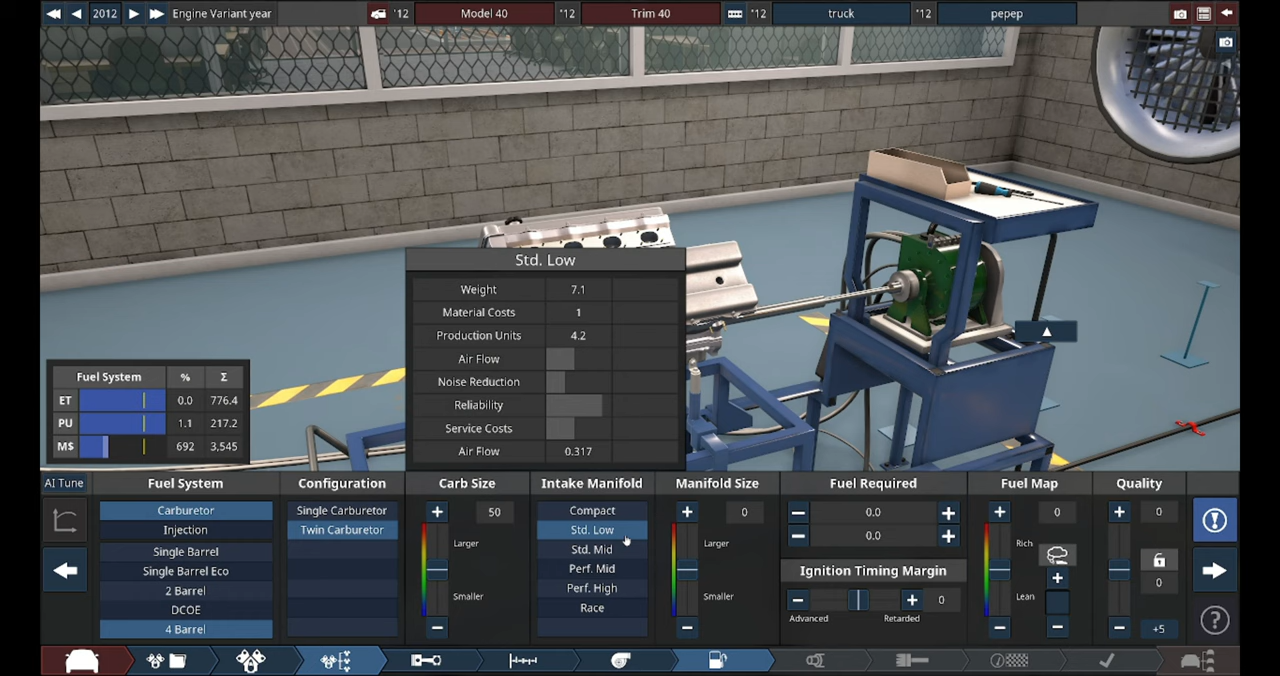 2012 Engine Variant year '12 Model 40 '12 Trim 40 '12 truck '12 pepep
Std. Low
Weight 7.1
Material Costs 1
Production Units 4.2
Air Flow
Noise Reduction
Reliability
Service Costs
Air Flow 0.317
Fuel System % Σ
ET 0.0 776.4
PU 1.1 217.2
MS 692 3,545
AI Tune
Fuel System
Carburetor
Injection
Single Barrel
Single Barrel Eco
2 Barrel
DCOE
4 Barrel
Configuration
Single Carburetor
Twin Carburetor
Carb Size
50
Larger
Smaller
Intake Manifold
Compact
Std. Low
Std. Mid
Perf. Mid
Perf. High
Race
Manifold Size
0
Larger
Smaller
Fuel Required
0.0
0.0
Ignition Timing Margin
0
Advanced Retarded
Fuel Map
0
Rich
Lean
Quality
0
0
+5